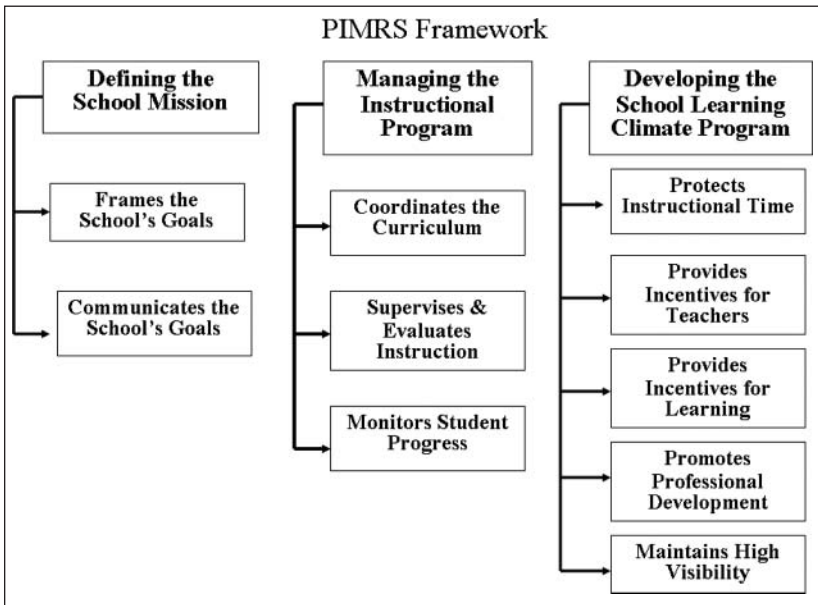 PIMRS Framework
Defining the
School Mission
Frames the
School’s Goals
Communicates the
School’s Goals
Managing the
Instructional
Program
Coordinates the
Curriculum
Supervises &
Evaluates
Instruction
Monitors Student
Progress
Developing the
School Learning
Climate Program
Protects
Instructional Time
Provides
Incentives for
Teachers
Provides
Incentives for
Learning
Promotes
Professional
Development
Maintains High
Visibility